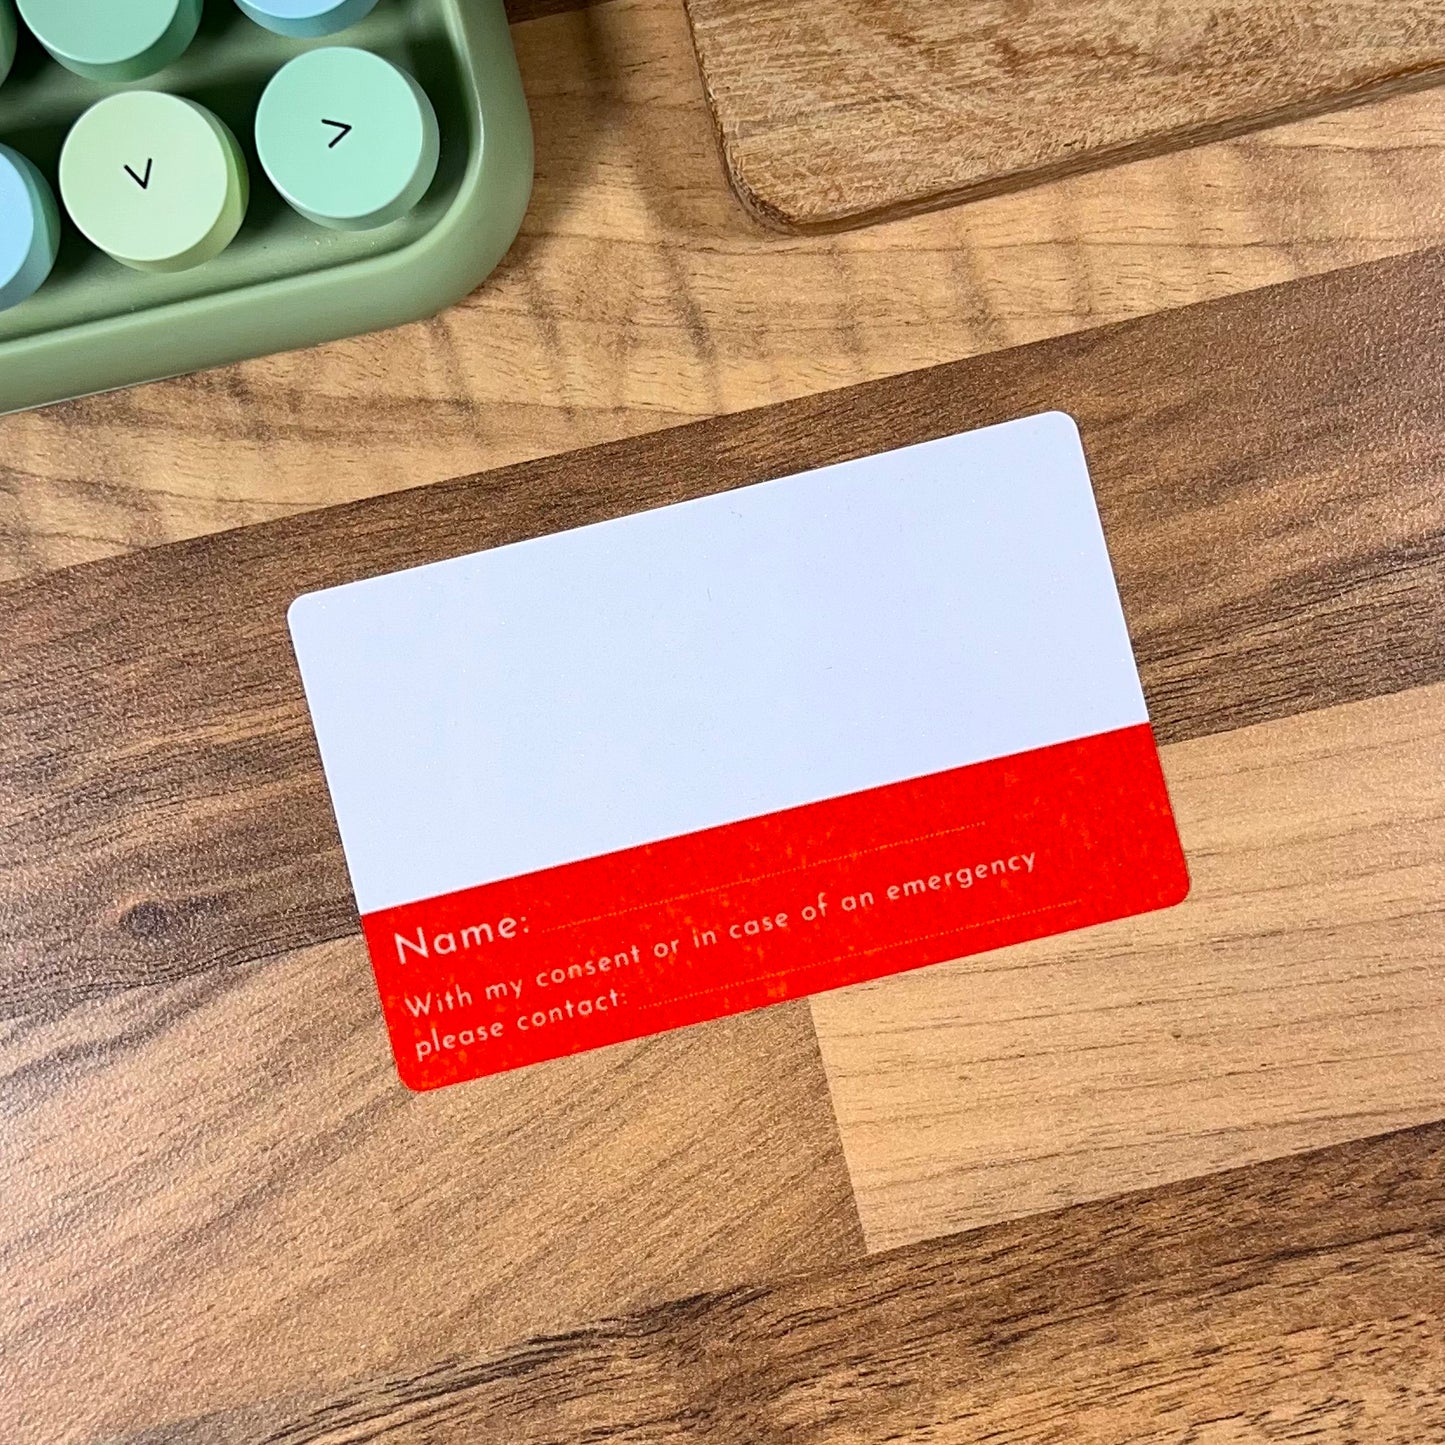 Name:
With my consent or in case of an emergency
please contact: